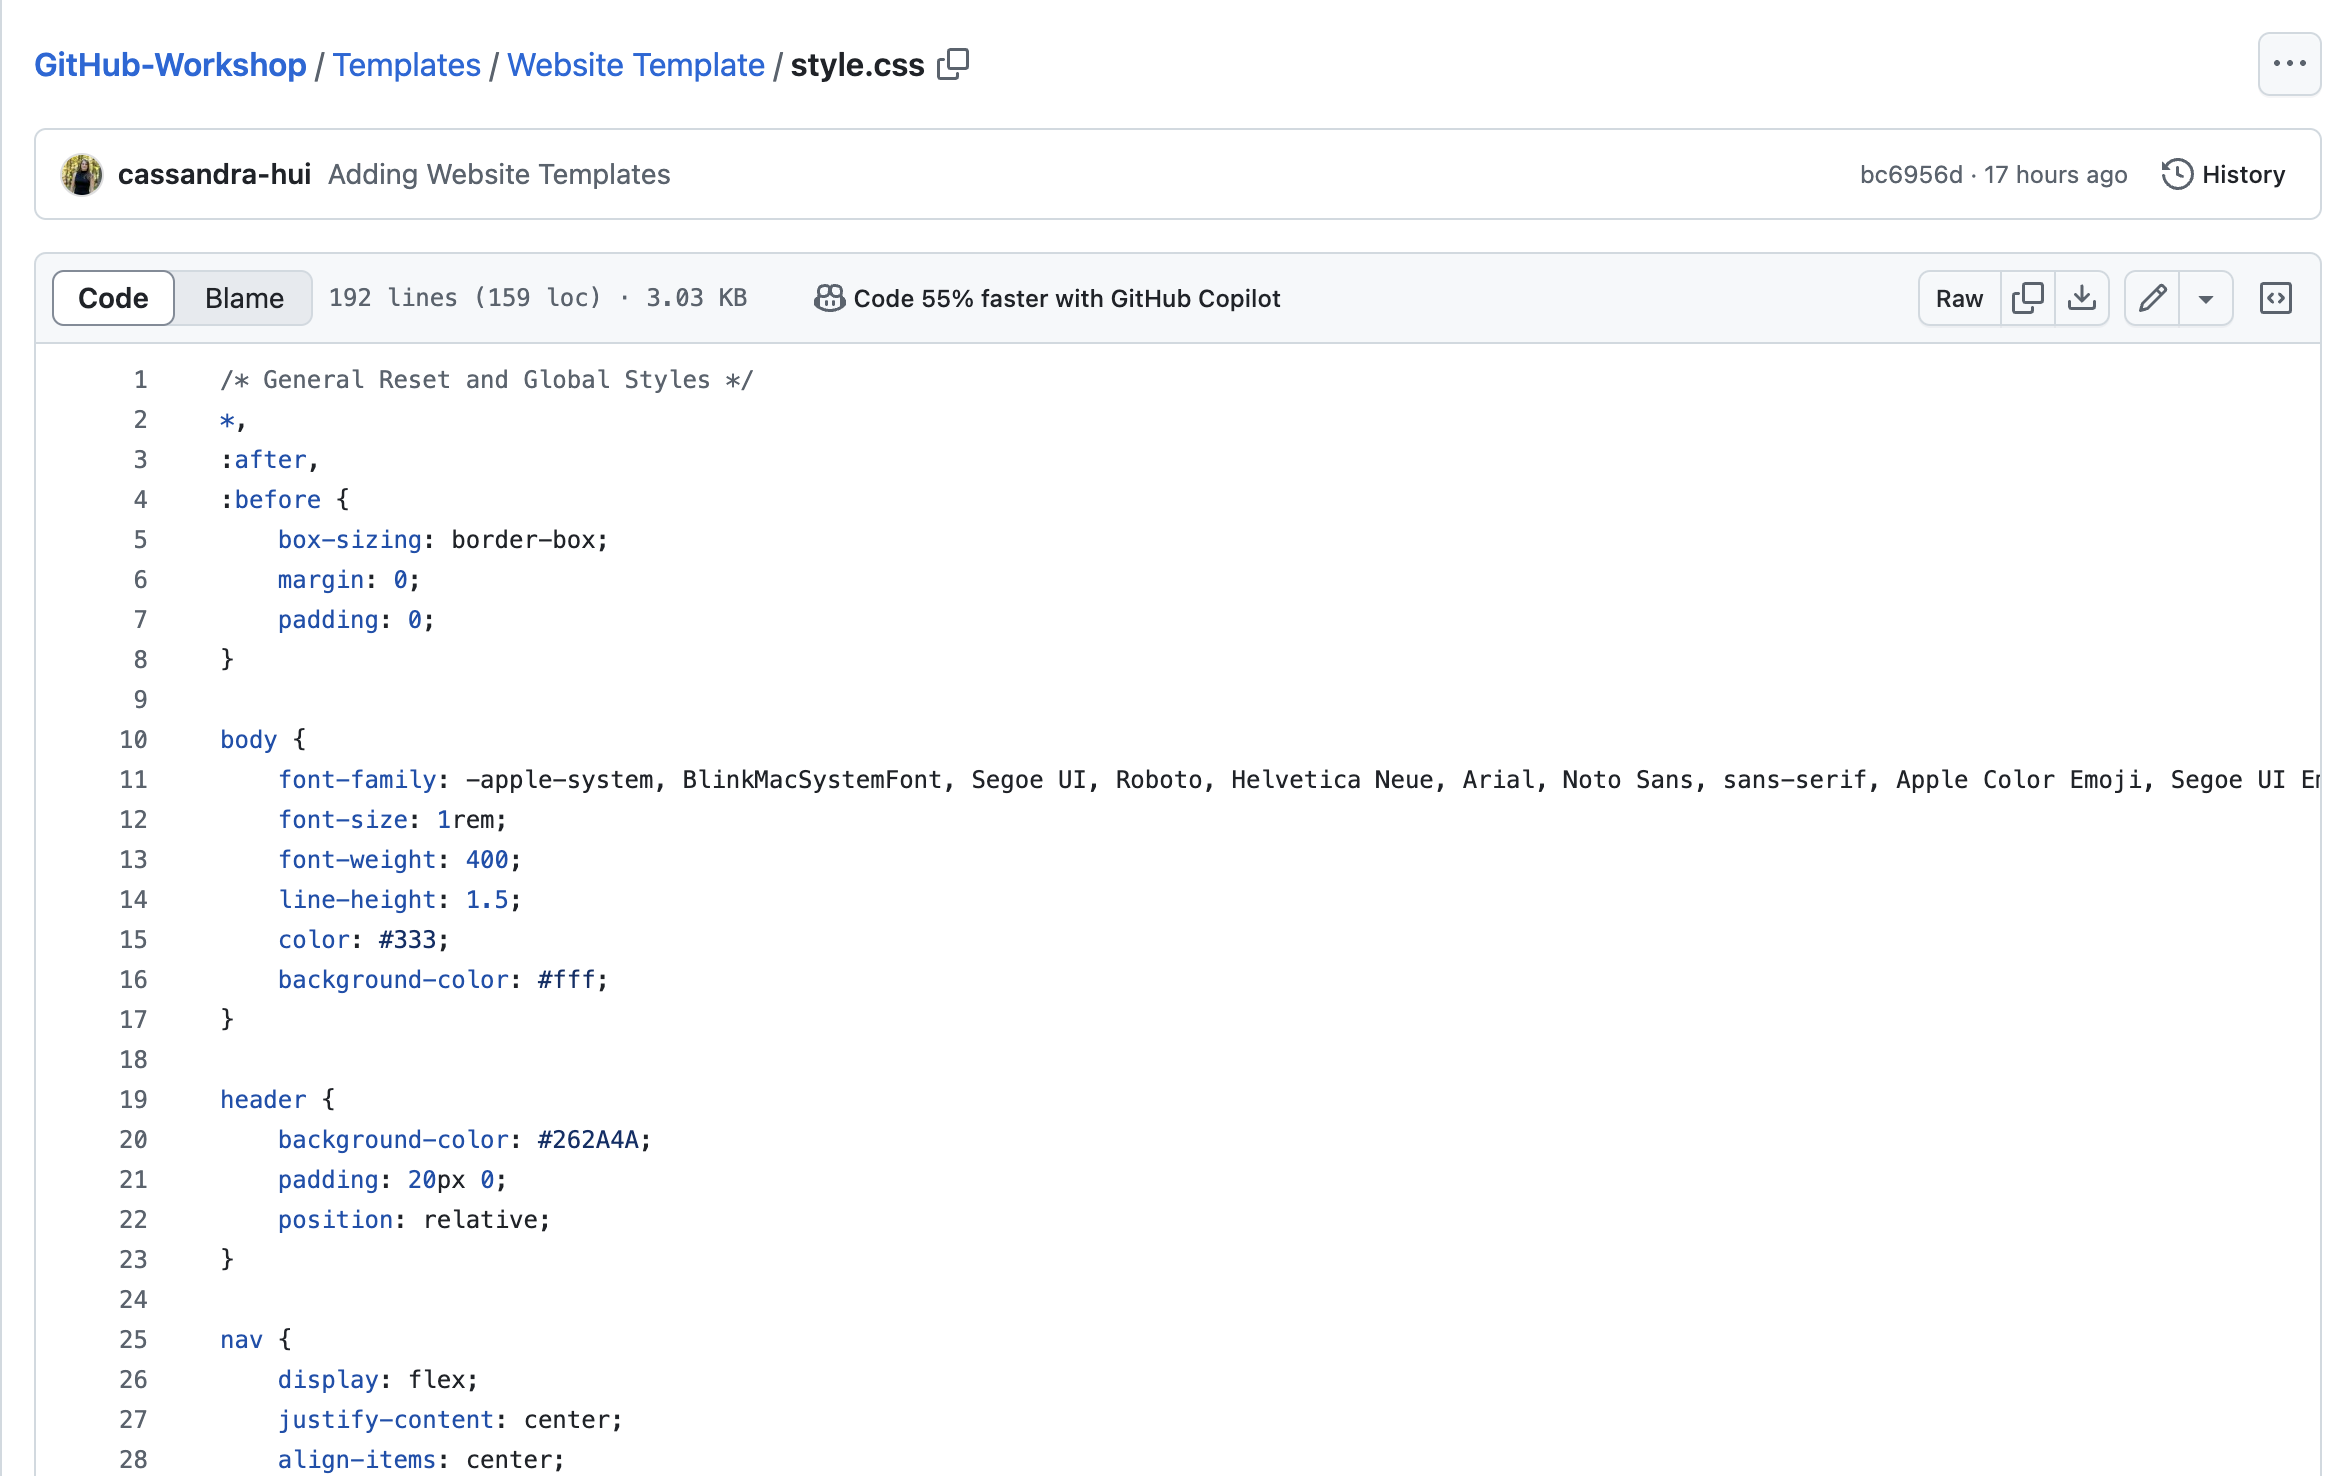 GitHub-Workshop / Templates / Website Template / style.css
cassandra-hui Adding Website Templates bc6956d · 17 hours ago History
Code Blame 192 lines (159 loc) · 3.03 KB Code 55% faster with GitHub Copilot Raw
1 /* General Reset and Global Styles */
2 *,
3 :after,
4 :before {
5     box-sizing: border-box;
6     margin: 0;
7     padding: 0;
8 }
9
10 body {
11     font-family: -apple-system, BlinkMacSystemFont, Segoe UI, Roboto, Helvetica Neue, Arial, Noto Sans, sans-serif, Apple Color Emoji, Segoe UI
12     font-size: 1rem;
13     font-weight: 400;
14     line-height: 1.5;
15     color: #333;
16     background-color: #fff;
17 }
18
19 header {
20     background-color: #262A4A;
21     padding: 20px 0;
22     position: relative;
23 }
24
25 nav {
26     display: flex;
27     justify-content: center;
28     align-items: center;